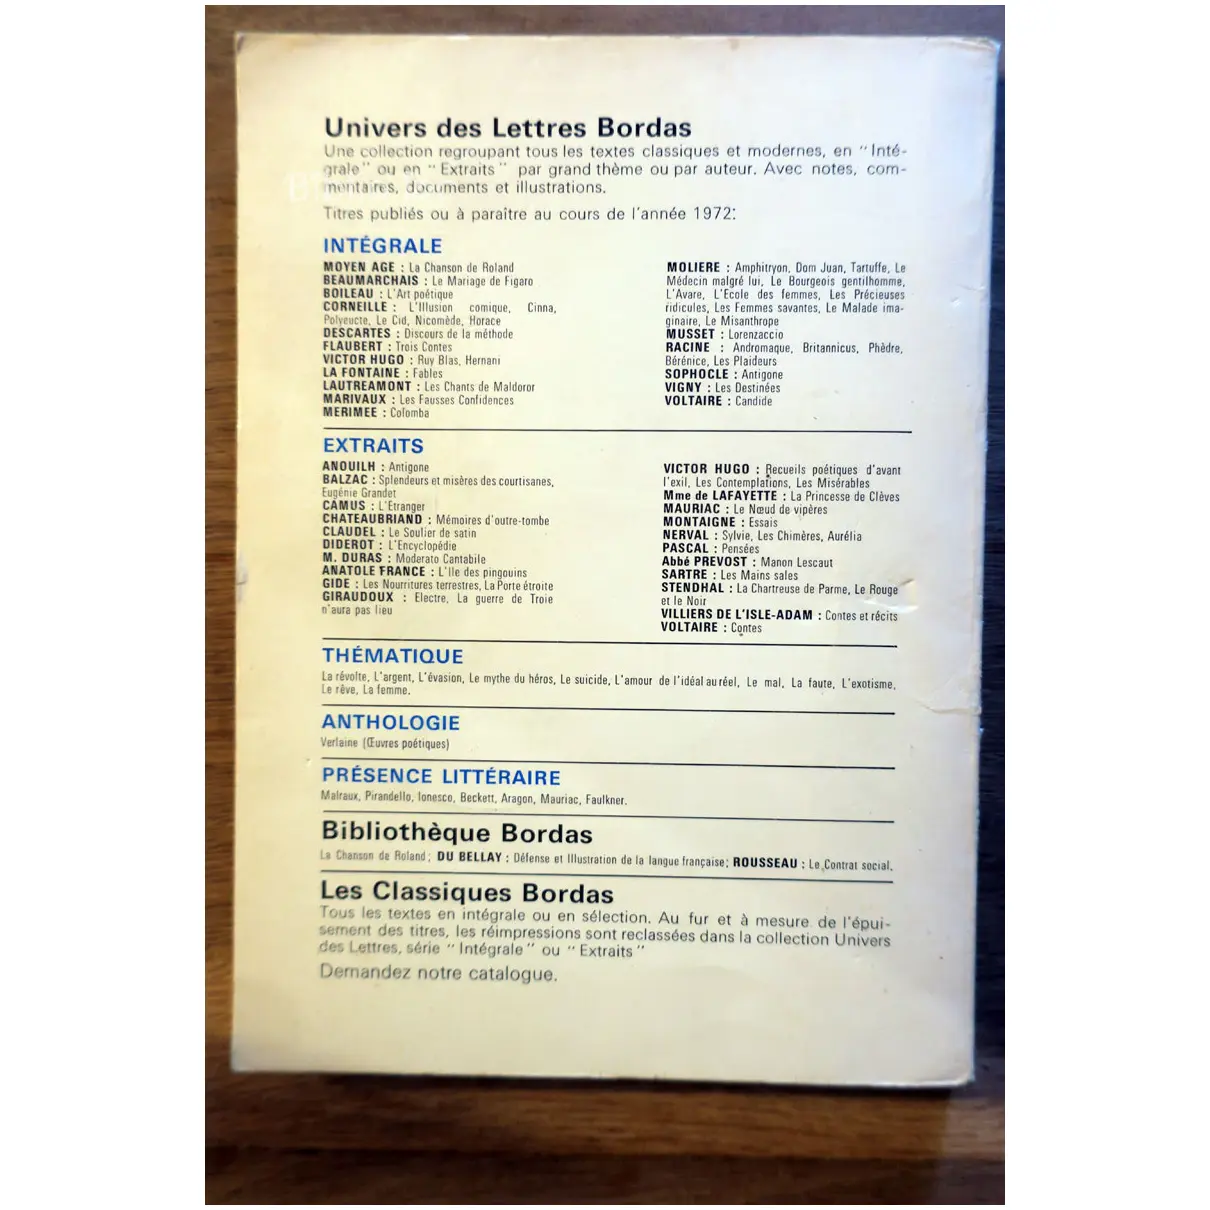 Univers des Lettres Bordas
Une collection regroupant tous les textes classiques et modernes, en "Inté-
grale" ou en "Extraits" par grand thème ou par auteur. Avec notes, com-
mentaires, documents et illustrations.
Titres publiés ou à paraître au cours de l'année 1972:
INTÉGRALE
MOYEN AGE : La Chanson de Roland
BEAUMARCHAIS : Le Mariage de Figaro
BOILEAU : L'Art poétique
CORNEILLE : L'Illusion comique, Cinna,
Polyeucte, Le Cid, Nicomède, Horace
DESCARTES : Discours de la méthode
FLAUBERT : Trois Contes
VICTOR HUGO : Ruy Blas, Hernani
LA FONTAINE : Fables
LAUTREAMONT : Les Chants de Maldoror
MARIVAUX : Les Fausses Confidences
MERIMEE : Colomba
MOLIERE : Amphitryon, Dom Juan, Tartuffe, Le
Médecin malgré lui, Le Bourgeois gentilhomme,
L'Avare, L'Ecole des femmes, Les Précieuses
ridicules, Les Femmes savantes, Le Malade ima-
ginaire, Le Misanthrope
MUSSET : Lorenzaccio
RACINE : Andromaque, Britannicus, Phèdre,
Bérénice, Les Plaideurs
SOPHOCLE : Antigone
VIGNY : Les Destinées
VOLTAIRE : Candide
EXTRAITS
ANOUILH : Antigone
BALZAC : Splendeurs et misères des courtisanes,
Eugénie Grandet
CAMUS : L'Etranger
CHATEAUBRIAND : Mémoires d'outre-tombe
CLAUDEL : Le Soulier de satin
DIDEROT : L'Encyclopédie
M. DURAS : Moderato Cantabile
ANATOLE FRANCE : L'Ile des pingouins
GIDE : Les Nourritures terrestres, La Porte étroite
GIRAUDOUX : Electre, La guerre de Troie
n'aura pas lieu
VICTOR HUGO : Recueils poétiques d'avant
l'exil, Les Contemplations, Les Misérables
Mme de LAFAYETTE : La Princesse de Clèves
MAURIAC : Le Nœud de vipères
MONTAIGNE : Essais
NERVAL : Sylvie, Les Chimères, Aurélia
PASCAL : Pensées
Abbé PREVOST : Manon Lescaut
SARTRE : Les Mains sales
STENDHAL : La Chartreuse de Parme, Le Rouge
et le Noir
VILLIERS DE L'ISLE-ADAM : Contes et récits
VOLTAIRE : Contes
THÉMATIQUE
La révolte, L'argent, L'évasion, Le mythe du héros, Le suicide, L'amour de l'idéal au réel, Le mal, La faute, L'exotisme,
Le rêve, La femme.
ANTHOLOGIE
Verlaine (Œuvres poétiques)
PRÉSENCE LITTÉRAIRE
Malraux, Pirandello, Ionesco, Beckett, Aragon, Mauriac, Faulkner.
Bibliothèque Bordas
La Chanson de Roland; DU BELLAY : Défense et Illustration de la langue française; ROUSSEAU : Le Contrat social.
Les Classiques Bordas
Tous les textes en intégrale ou en sélection. Au fur et à mesure de l'épui-
sement des titres, les réimpressions sont reclassées dans la collection Univers
des Lettres, série "Intégrale" ou "Extraits"
Demandez notre catalogue.